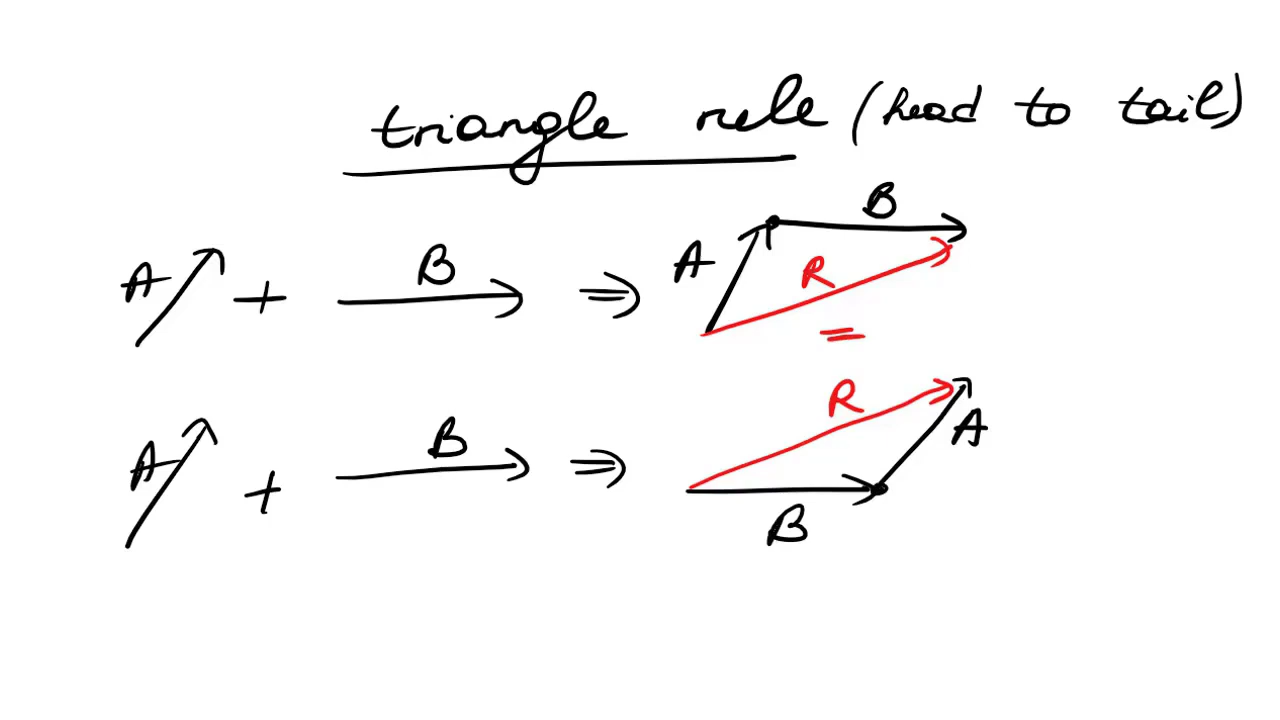 triangle rule (head to tail)
A + B ⇒ A B R =
A + B ⇒ R A B